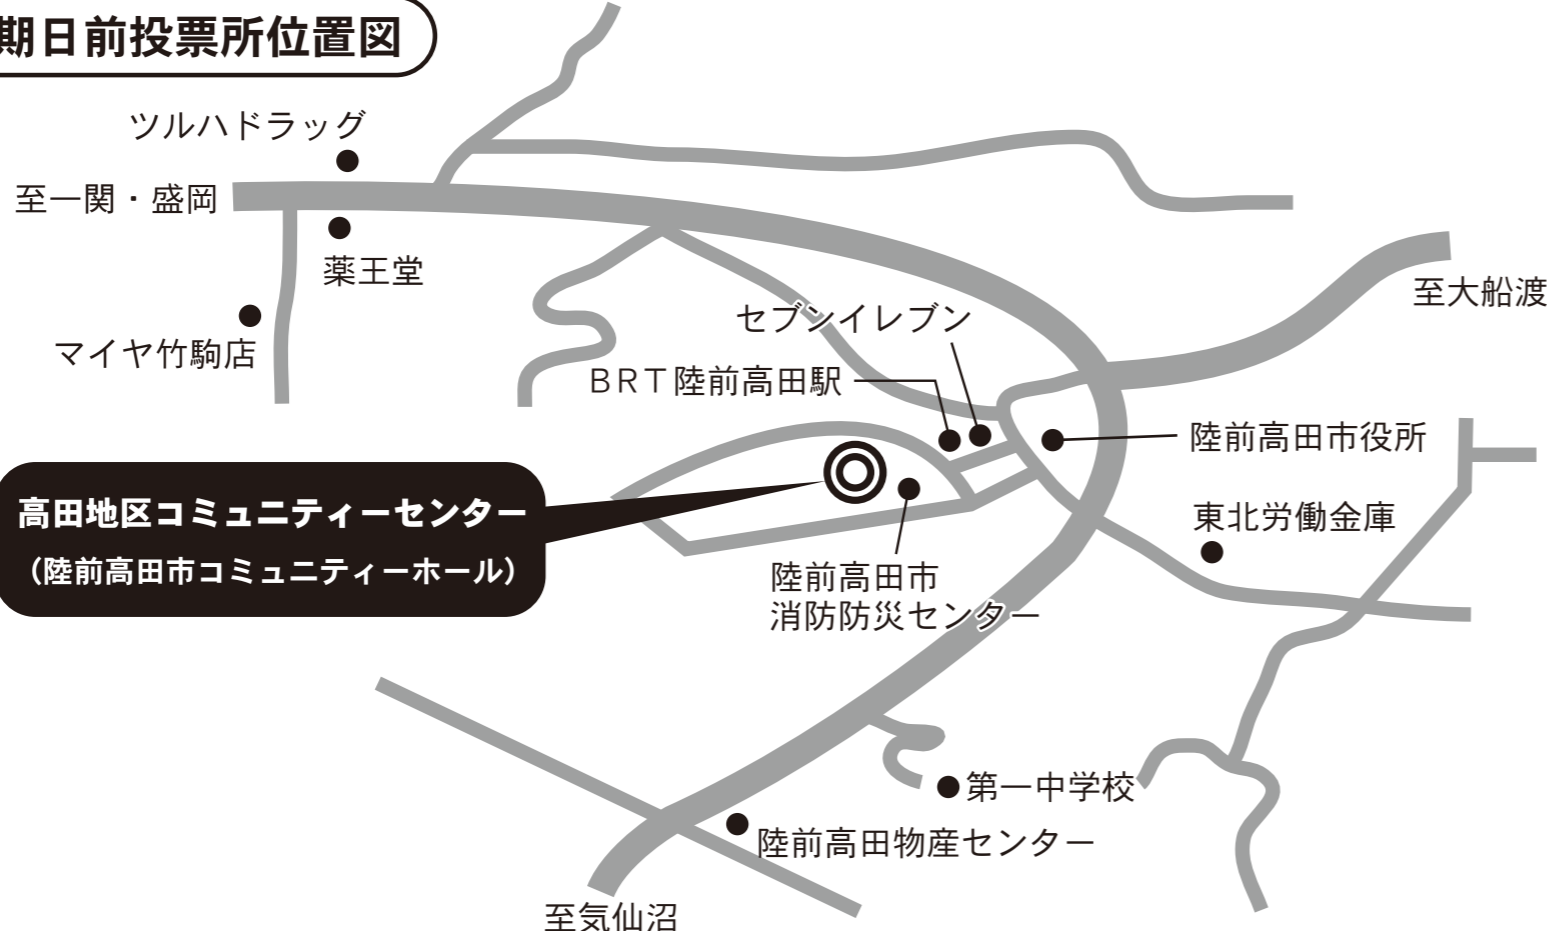 期日前投票所位置図
ツルハドラッグ
至一関・盛岡
薬王堂
マイヤ竹駒店
至大船渡
セブンイレブン
ＢＲＴ陸前高田駅
陸前高田市役所
高田地区コミュニティーセンター
（陸前高田市コミュニティーホール）
東北労働金庫
陸前高田市
消防防災センター
第一中学校
陸前高田物産センター
至気仙沼